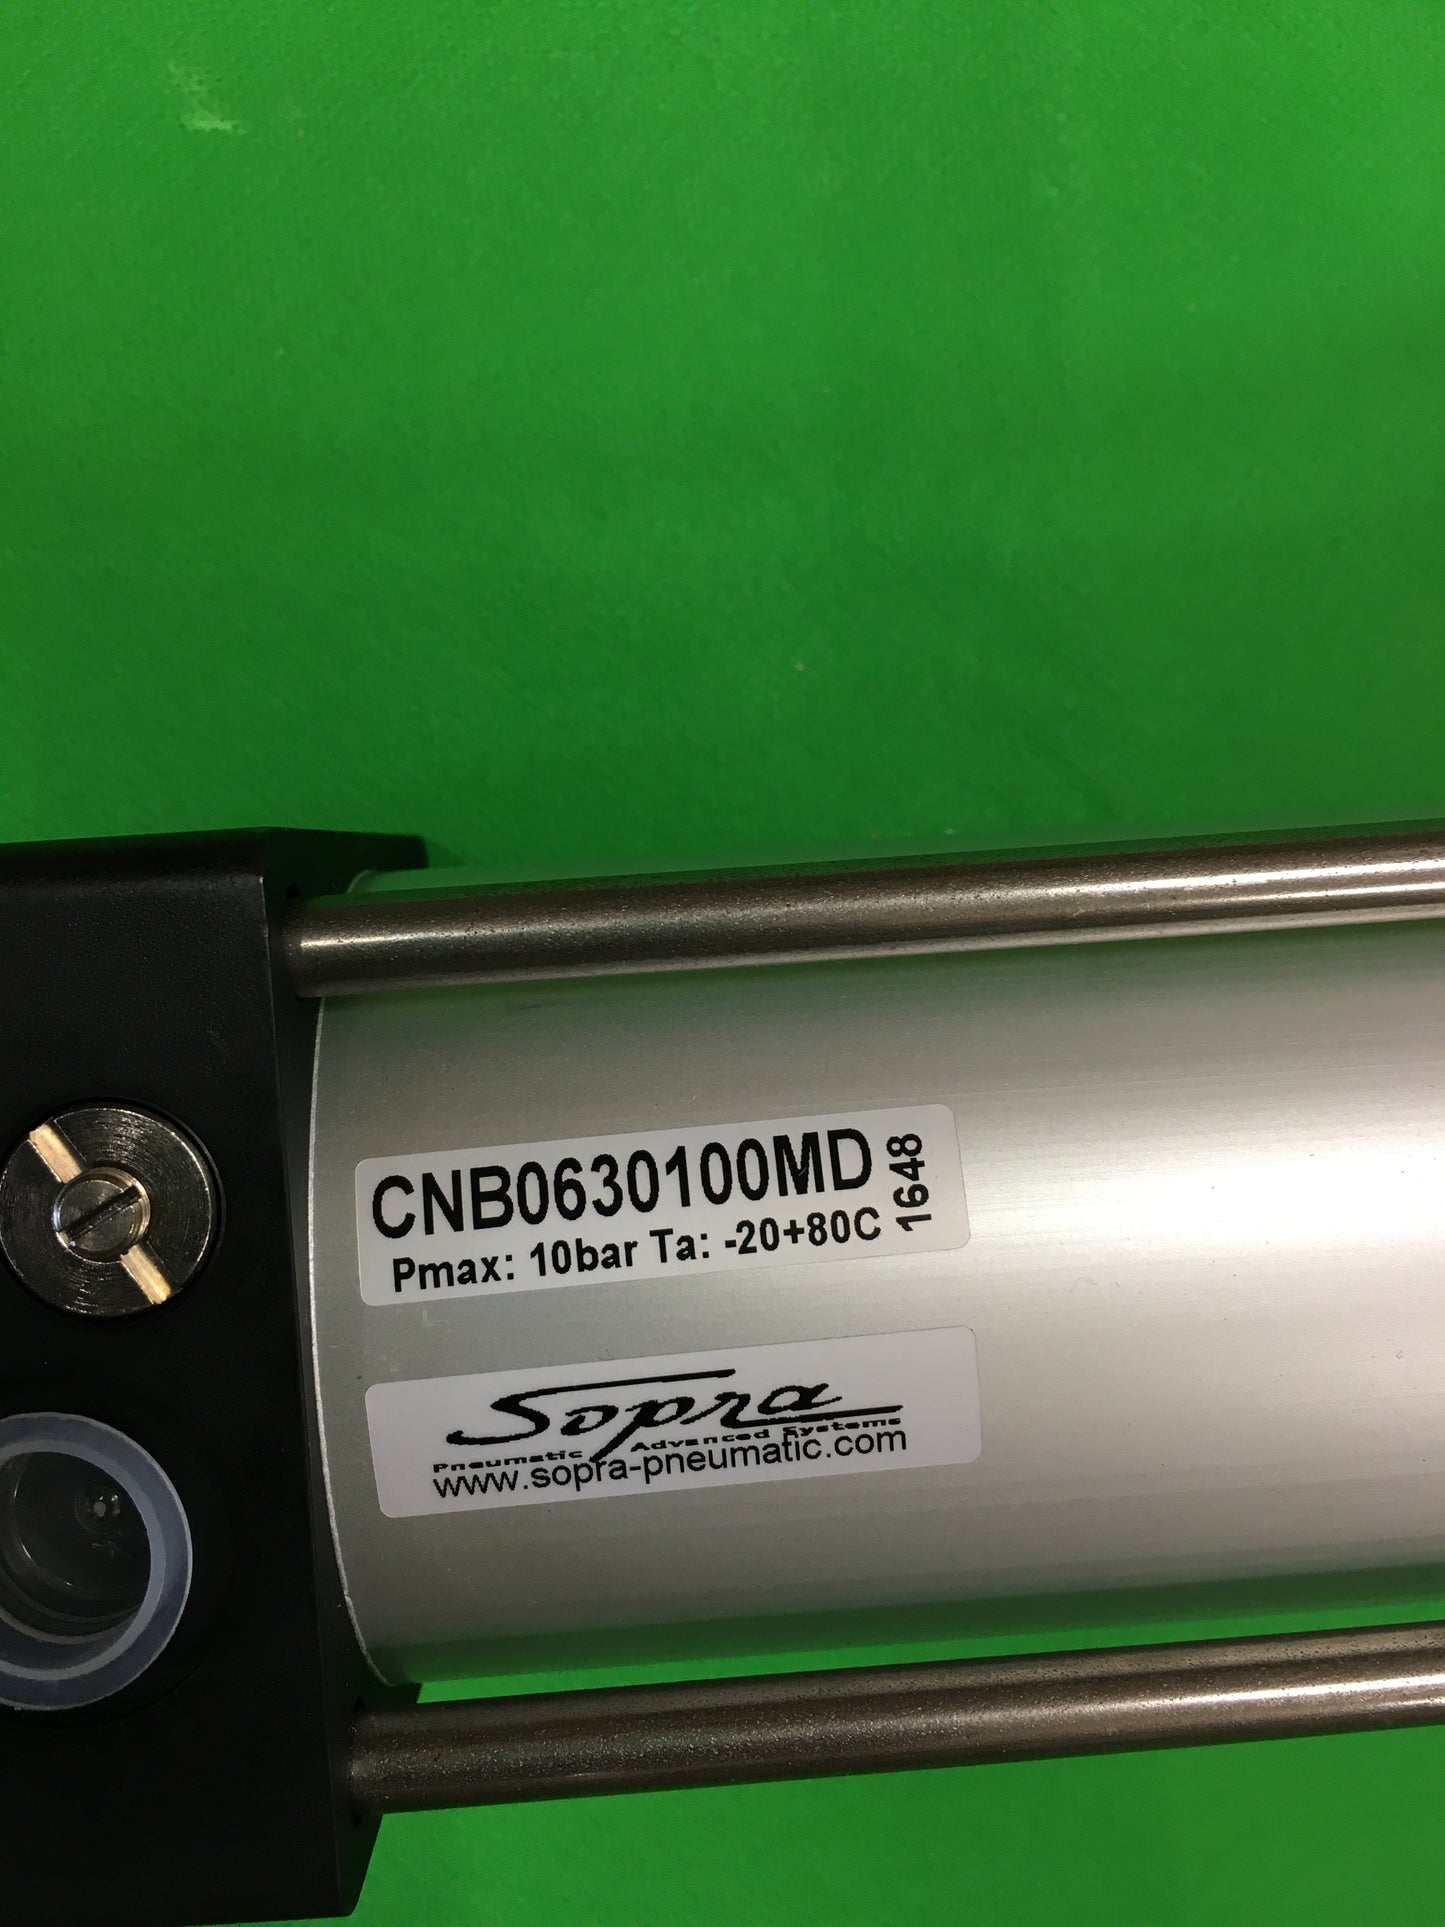 CNB0630100MD
Pmax: 10bar Ta: -20+80C
1648
Sopra
Pneumatic Advanced Systems
www.sopra-pneumatic.com